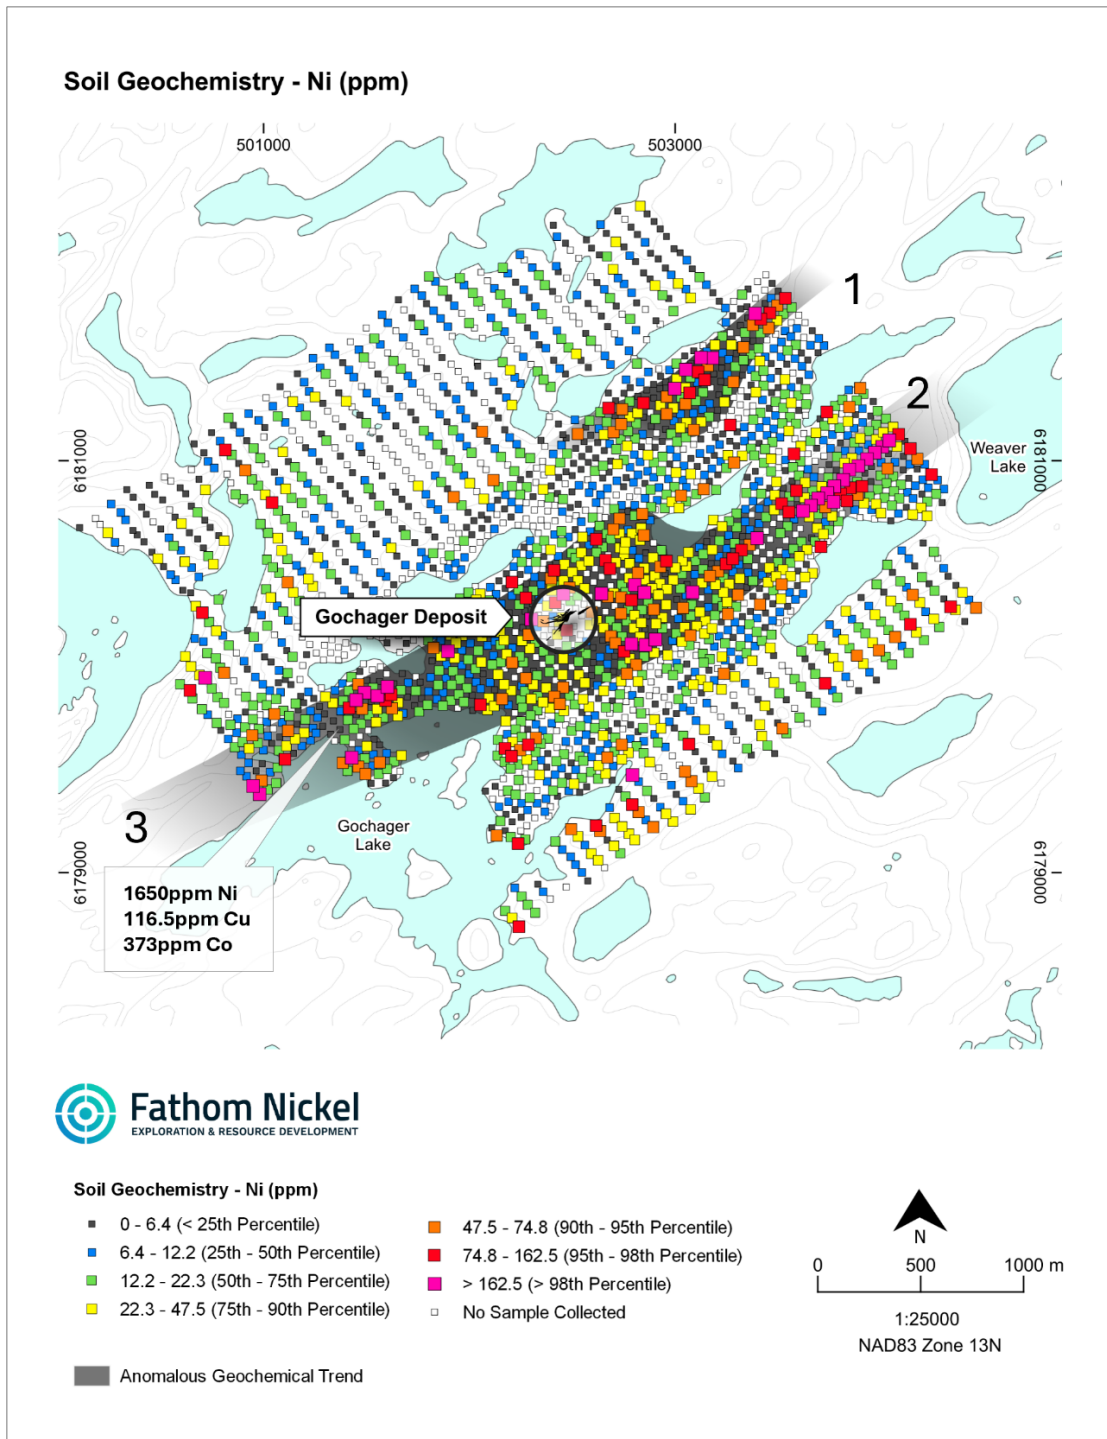 Soil Geochemistry - Ni (ppm)
501000
503000
1
2
Weaver
Lake
6181000
6181000
Gochager Deposit
3
Gochager
Lake
6179000
6179000
1650ppm Ni
116.5ppm Cu
373ppm Co
Fathom Nickel
EXPLORATION & RESOURCE DEVELOPMENT
Soil Geochemistry - Ni (ppm)
0 - 6.4 (< 25th Percentile)
6.4 - 12.2 (25th - 50th Percentile)
12.2 - 22.3 (50th - 75th Percentile)
22.3 - 47.5 (75th - 90th Percentile)
47.5 - 74.8 (90th - 95th Percentile)
74.8 - 162.5 (95th - 98th Percentile)
> 162.5 (> 98th Percentile)
No Sample Collected
Anomalous Geochemical Trend
N
0 500 1000 m
1:25000
NAD83 Zone 13N